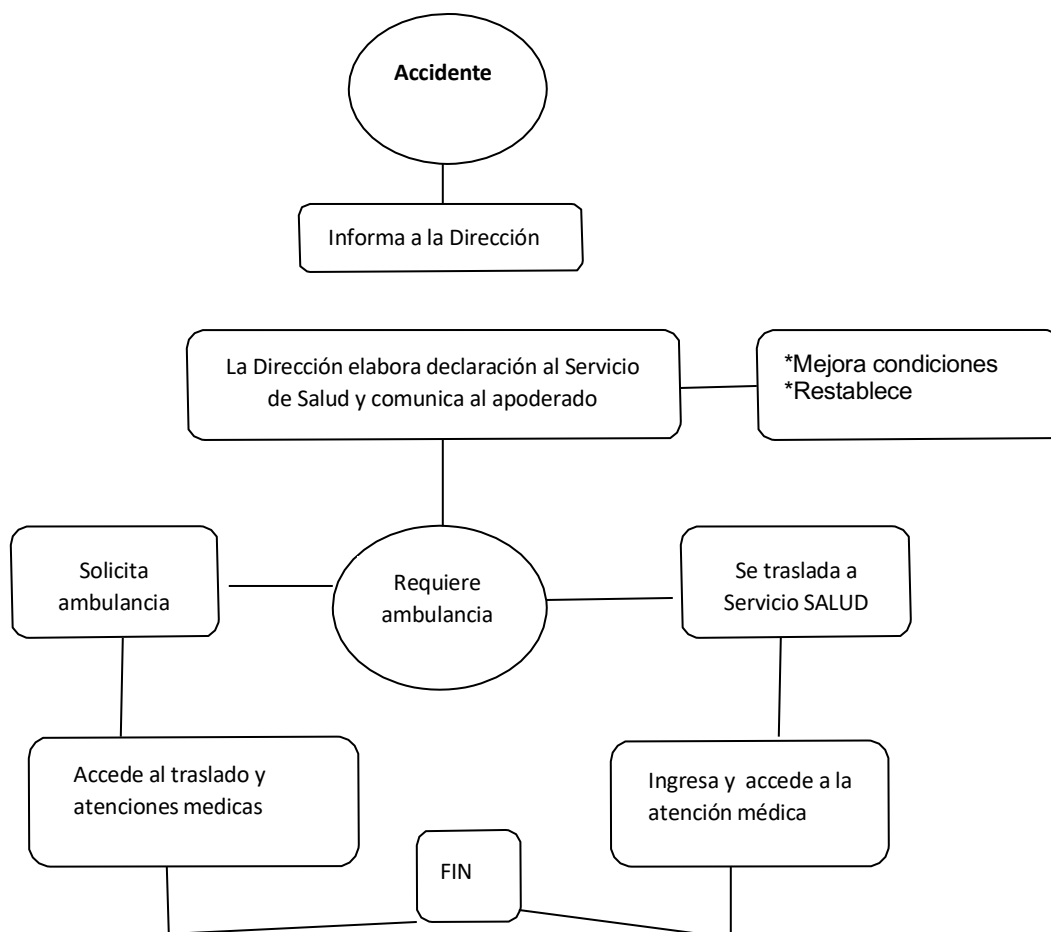 Accidente
Informa a la Dirección
La Dirección elabora declaración al Servicio
de Salud y comunica al apoderado
*Mejora condiciones
*Restablece
Solicita
ambulancia
Requiere
ambulancia
Se traslada a
Servicio SALUD
Accede al traslado y
atenciones medicas
Ingresa y  accede a la
atención médica
FIN